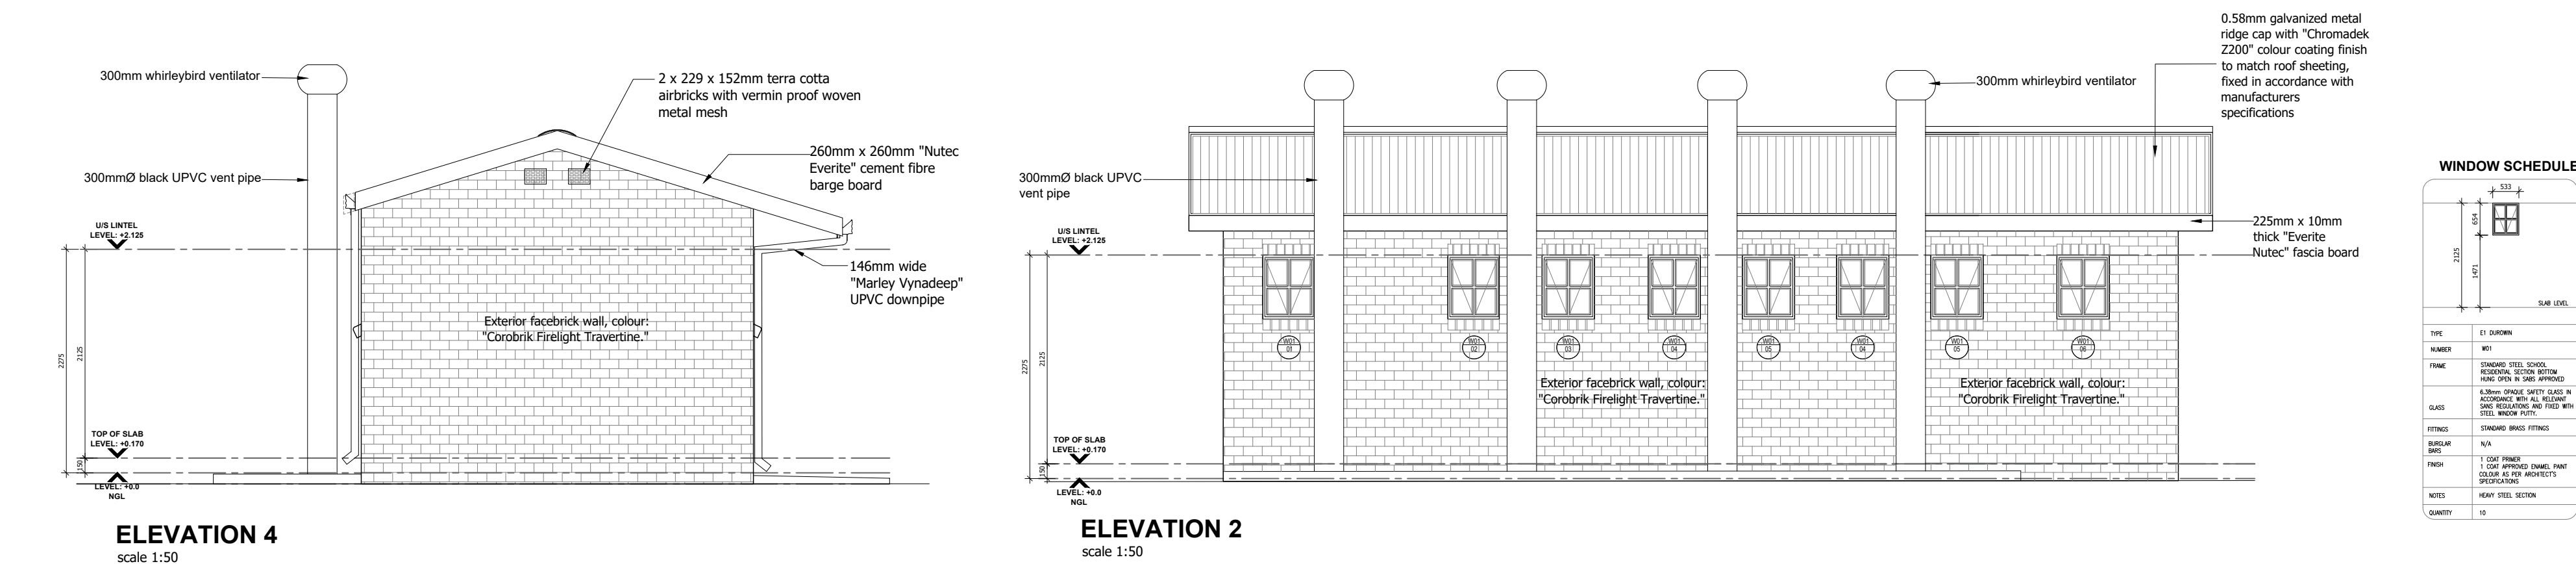 300mm whirleybird ventilator
2 x 229 x 152mm terra cotta
airbricks with vermin proof woven
metal mesh
260mm x 260mm "Nutec
Everite" cement fibre
barge board
300mmØ black UPVC vent pipe
U/S LINTEL
LEVEL: +2.125
146mm wide
"Marley Vynadeep"
UPVC downpipe
Exterior facebrick wall, colour:
"Corobrik Firelight Travertine."
2275
2125
TOP OF SLAB
LEVEL: +0.170
150
LEVEL: +0.0
NGL
ELEVATION 4
scale 1:50
0.58mm galvanized metal
ridge cap with "Chromadek
Z200" colour coating finish
to match roof sheeting,
fixed in accordance with
manufacturers
specifications
300mm whirleybird ventilator
300mmØ black UPVC
vent pipe
U/S LINTEL
LEVEL: +2.125
225mm x 10mm
thick "Everite
Nutec" fascia board
W01
01
W01
02
W01
03
W01
04
W01
05
W01
04
W01
05
W01
06
2275
2125
Exterior facebrick wall, colour:
"Corobrik Firelight Travertine."
Exterior facebrick wall, colour:
"Corobrik Firelight Travertine."
TOP OF SLAB
LEVEL: +0.170
150
LEVEL: +0.0
NGL
ELEVATION 2
scale 1:50
WINDOW SCHEDULE
533
654
2125
1471
SLAB LEVEL
TYPE E1 DUROWIN
NUMBER W01
FRAME STANDARD STEEL SCHOOL
RESIDENTIAL SECTION BOTTOM
HUNG OPEN IN SABS APPROVED
GLASS 6.38mm OPAQUE SAFETY GLASS IN
ACCORDANCE WITH ALL RELEVANT
SANS REGULATIONS AND FIXED WITH
STEEL WINDOW PUTTY.
FITTINGS STANDARD BRASS FITTINGS
BURGLAR N/A
BARS
FINISH 1 COAT PRIMER
1 COAT APPROVED ENAMEL PAINT
COLOUR AS PER ARCHITECT'S
SPECIFICATIONS
NOTES HEAVY STEEL SECTION
QUANTITY 10